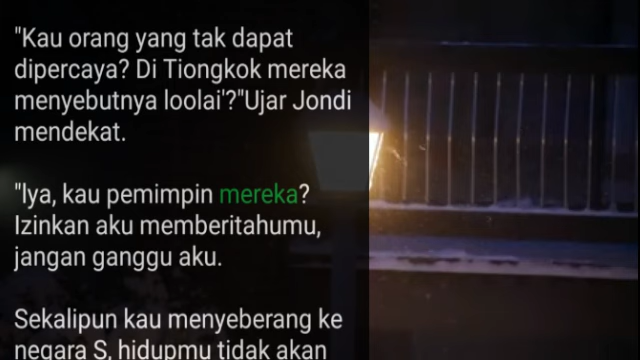 "Kau orang yang tak dapat
dipercaya? Di Tiongkok mereka
menyebutnya loolai'?"Ujar Jondi
mendekat.
"Iya, kau pemimpin mereka?
Izinkan aku memberitahumu,
jangan ganggu aku.
Sekalipun kau menyeberang ke
negara S, hidupmu tidak akan